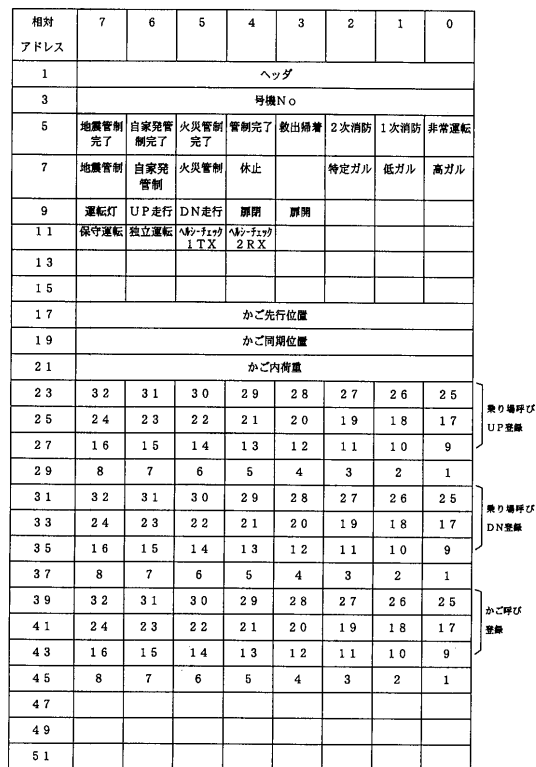 相対 アドレス 7 6 5 4 3 2 1 0
1 ヘッダ
3 号機No
5 地震管制完了 自家発管制完了 火災管制完了 管制完了 救出帰着 2次消防 1次消防 非常運転
7 地震管制 自家発管制 火災管制 休止 特定ガル 低ガル 高ガル
9 運転灯 UP走行 DN走行 扉閉 扉開
11 保守運転 独立運転 ヘルシーチェック1TX ヘルシーチェック2RX
13
15
17 かご先行位置
19 かご同期位置
21 かご内荷重
23 32 31 30 29 28 27 26 25
25 24 23 22 21 20 19 18 17
乗り場呼び
UP登録
27 16 15 14 13 12 11 10 9
29 8 7 6 5 4 3 2 1
31 32 31 30 29 28 27 26 25
33 24 23 22 21 20 19 18 17
乗り場呼び
DN登録
35 16 15 14 13 12 11 10 9
37 8 7 6 5 4 3 2 1
39 32 31 30 29 28 27 26 25
41 24 23 22 21 20 19 18 17
かご呼び
登録
43 16 15 14 13 12 11 10 9
45 8 7 6 5 4 3 2 1
47
49
51